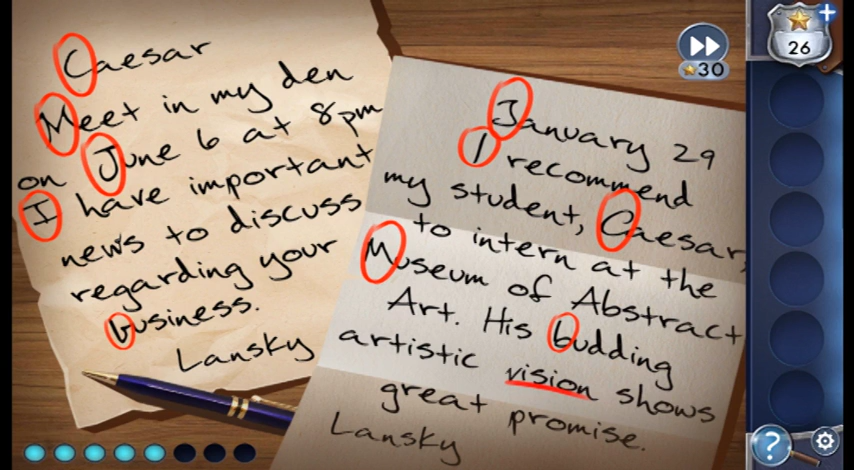 Caesar
Meet in my den
on June 6 at 8pm
I have important
news to discuss
regarding your
business.
Lansky
January 29
I recommend
my student, Caesar,
to intern at the
Museum of Abstract
Art. His budding
artistic vision shows
great promise.
Lansky
30
26
?